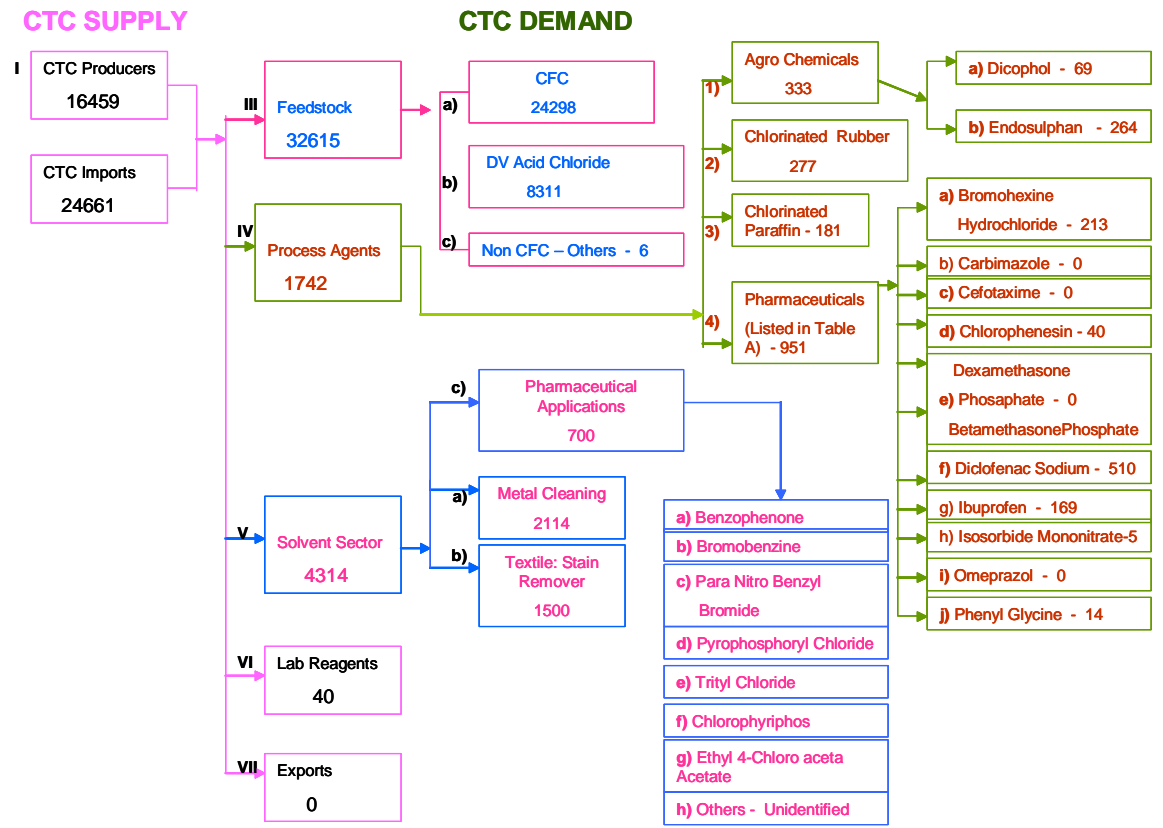 CTC SUPPLY
CTC DEMAND
I
CTC Producers
16459
CTC Imports
24661
III
Feedstock
32615
a)
CFC
24298
b)
DV Acid Chloride
8311
c)
Non CFC – Others - 6
IV
Process Agents
1742
1)
Agro Chemicals
333
a) Dicophol - 69
b) Endosulphan - 264
2)
Chlorinated Rubber
277
3)
Chlorinated
Paraffin - 181
4)
Pharmaceuticals
(Listed in Table
A) - 951
a) Bromohexine
Hydrochloride - 213
b) Carbimazole - 0
c) Cefotaxime - 0
d) Chlorophenesin - 40
Dexamethasone
e) Phosaphate - 0
BetamethasonePhosphate
f) Diclofenac Sodium - 510
g) Ibuprofen - 169
h) Isosorbide Mononitrate-5
i) Omeprazol - 0
j) Phenyl Glycine - 14
V
Solvent Sector
4314
c)
Pharmaceutical
Applications
700
a)
Metal Cleaning
2114
b)
Textile: Stain
Remover
1500
a) Benzophenone
b) Bromobenzine
c) Para Nitro Benzyl
Bromide
d) Pyrophosphoryl Chloride
e) Trityl Chloride
f) Chlorophyriphos
g) Ethyl 4-Chloro aceta
Acetate
h) Others - Unidentified
VI
Lab Reagents
40
VII
Exports
0